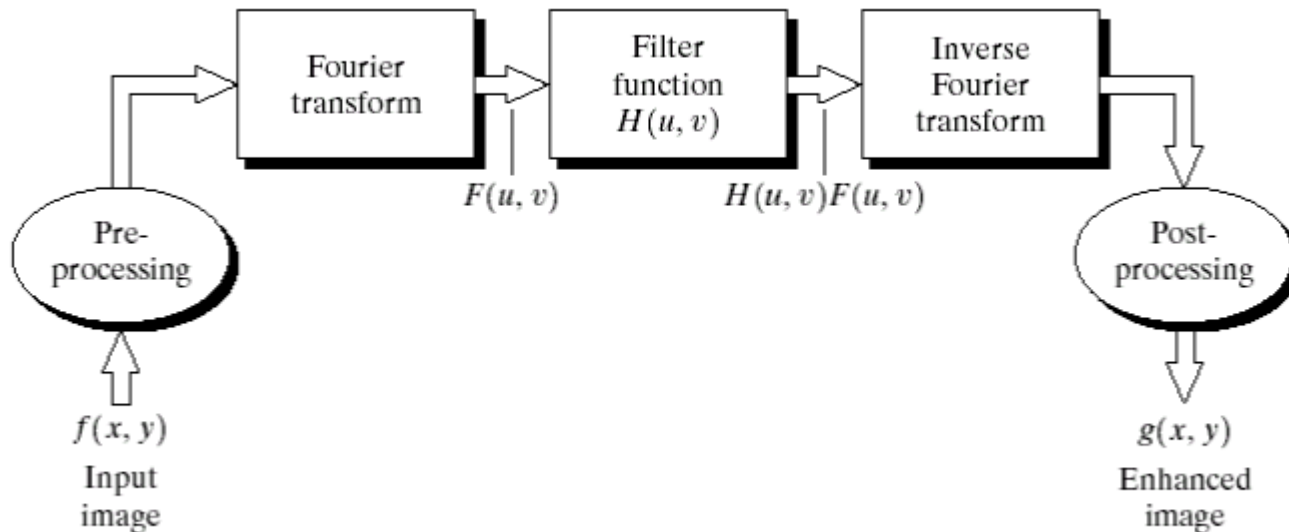 Fourier
transform
Filter
function
H(u, v)
Inverse
Fourier
transform
F(u, v)
H(u, v)F(u, v)
Pre-
processing
Post-
processing
f(x, y)
Input
image
g(x, y)
Enhanced
image